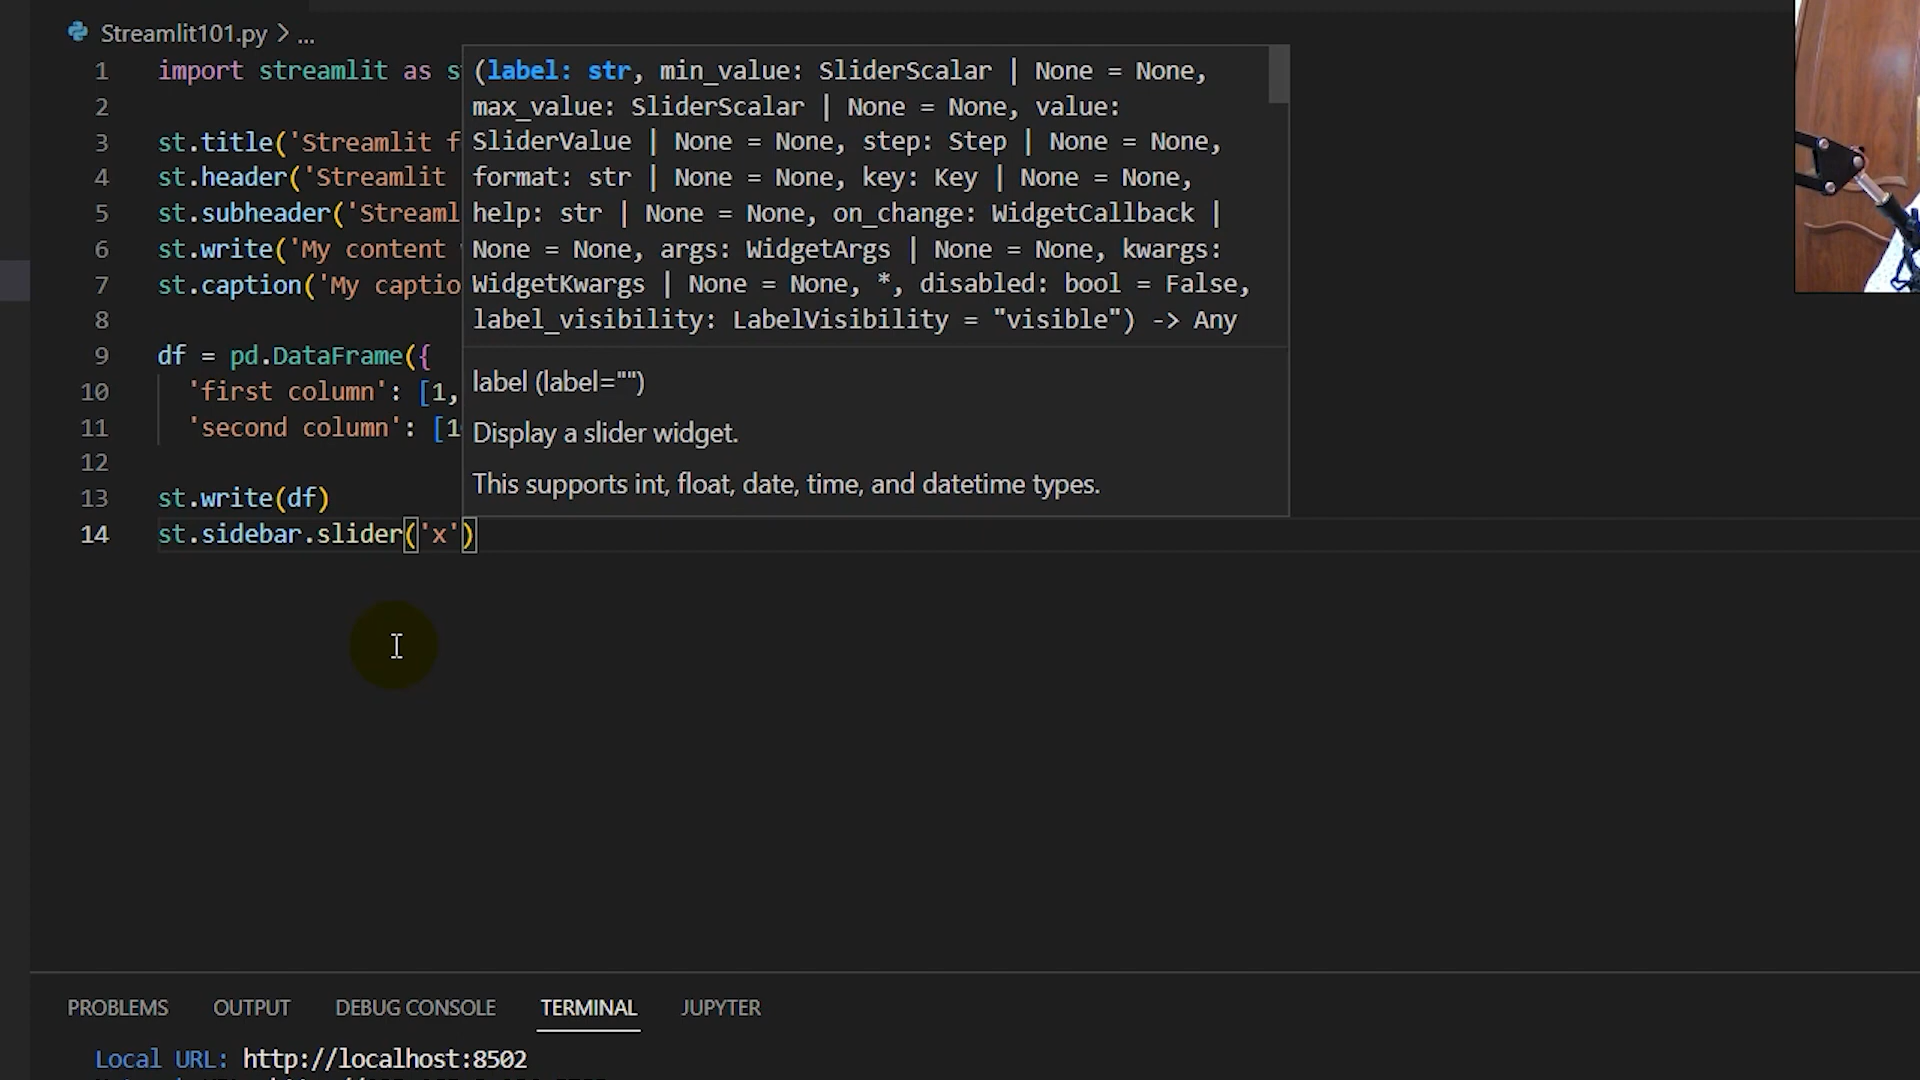 Streamlit101.py > ...
1 import streamlit as s
2
3 st.title('Streamlit f
4 st.header('Streamlit
5 st.subheader('Streaml
6 st.write('My content
7 st.caption('My captio
8
9 df = pd.DataFrame({
10 'first column': [1,
11 'second column': [1
12
13 st.write(df)
14 st.sidebar.slider('x')
(label: str, min_value: SliderScalar | None = None,
max_value: SliderScalar | None = None, value:
SliderValue | None = None, step: Step | None = None,
format: str | None = None, key: Key | None = None,
help: str | None = None, on_change: WidgetCallback |
None = None, args: WidgetArgs | None = None, kwargs:
WidgetKwargs | None = None, *, disabled: bool = False,
label_visibility: LabelVisibility = "visible") -> Any
label (label="")
Display a slider widget.
This supports int, float, date, time, and datetime types.
PROBLEMS OUTPUT DEBUG CONSOLE TERMINAL JUPYTER
Local URL: http://localhost:8502